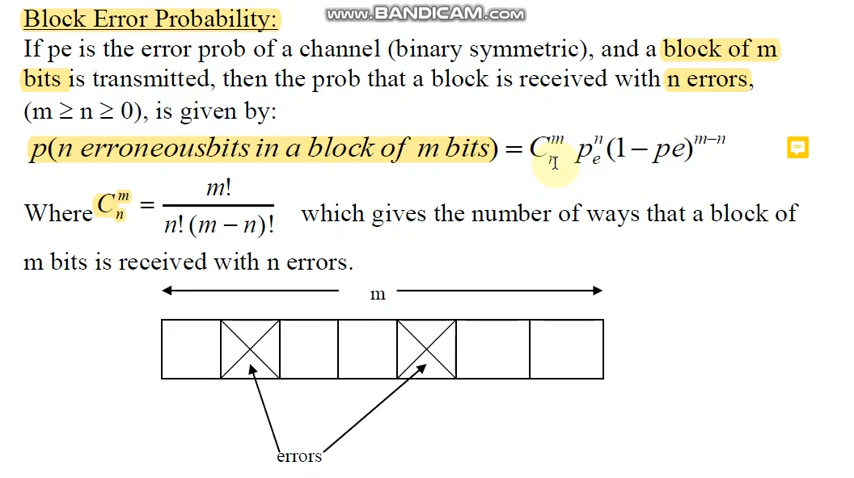 www.BANDICAM.com
Block Error Probability:
If pe is the error prob of a channel (binary symmetric), and a block of m
bits is transmitted, then the prob that a block is received with n errors,
(m ≥ n ≥ 0), is given by:
p(n erroneousbits in a block of m bits) = C_n^m p_e^n (1 − pe)^{m−n}
Where C_n^m = m! / n! (m − n)! which gives the number of ways that a block of
m bits is received with n errors.
m
errors